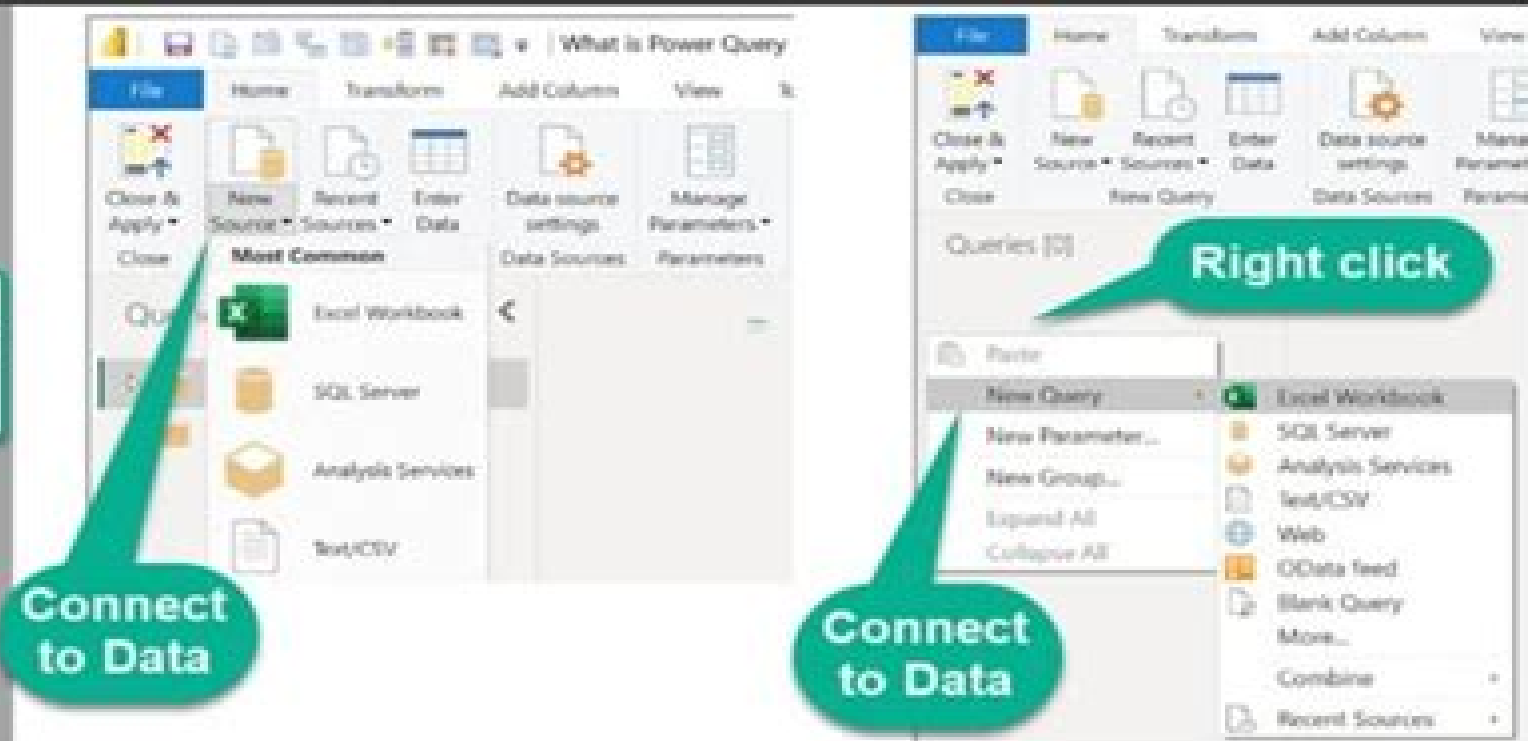 What is Power Query
File Home Transform Add Column View
Close & Apply
New Source
Recent Sources
Enter Data
Data source settings
Manage Parameters
Close
Data Sources
Parameters
Most Common
Excel Workbook
SQL Server
Analysis Services
Text/CSV
Connect
to Data
File Home Transform Add Column View
Close & Apply
New Source
Recent Sources
Enter Data
Data source settings
Close
New Query
Data Sources
Queries [0]
Right click
Paste
New Query
New Parameter...
New Group...
Expand All
Collapse All
Excel Workbook
SQL Server
Analysis Services
Text/CSV
Web
OData feed
Blank Query
More...
Combine
Recent Sources
Connect
to Data